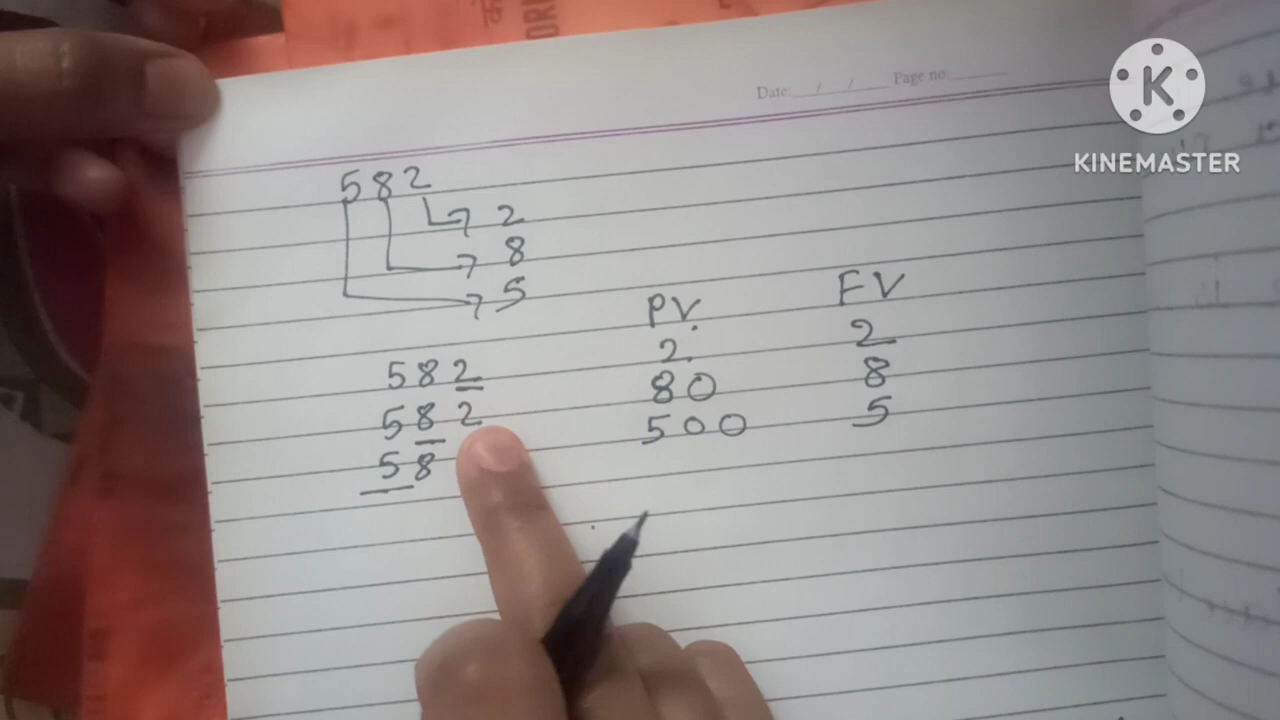 Date: / / Page no.
K
KINEMASTER
582
2
8
5
PV. FV
582 2. 2
582 80 8
58 500 5